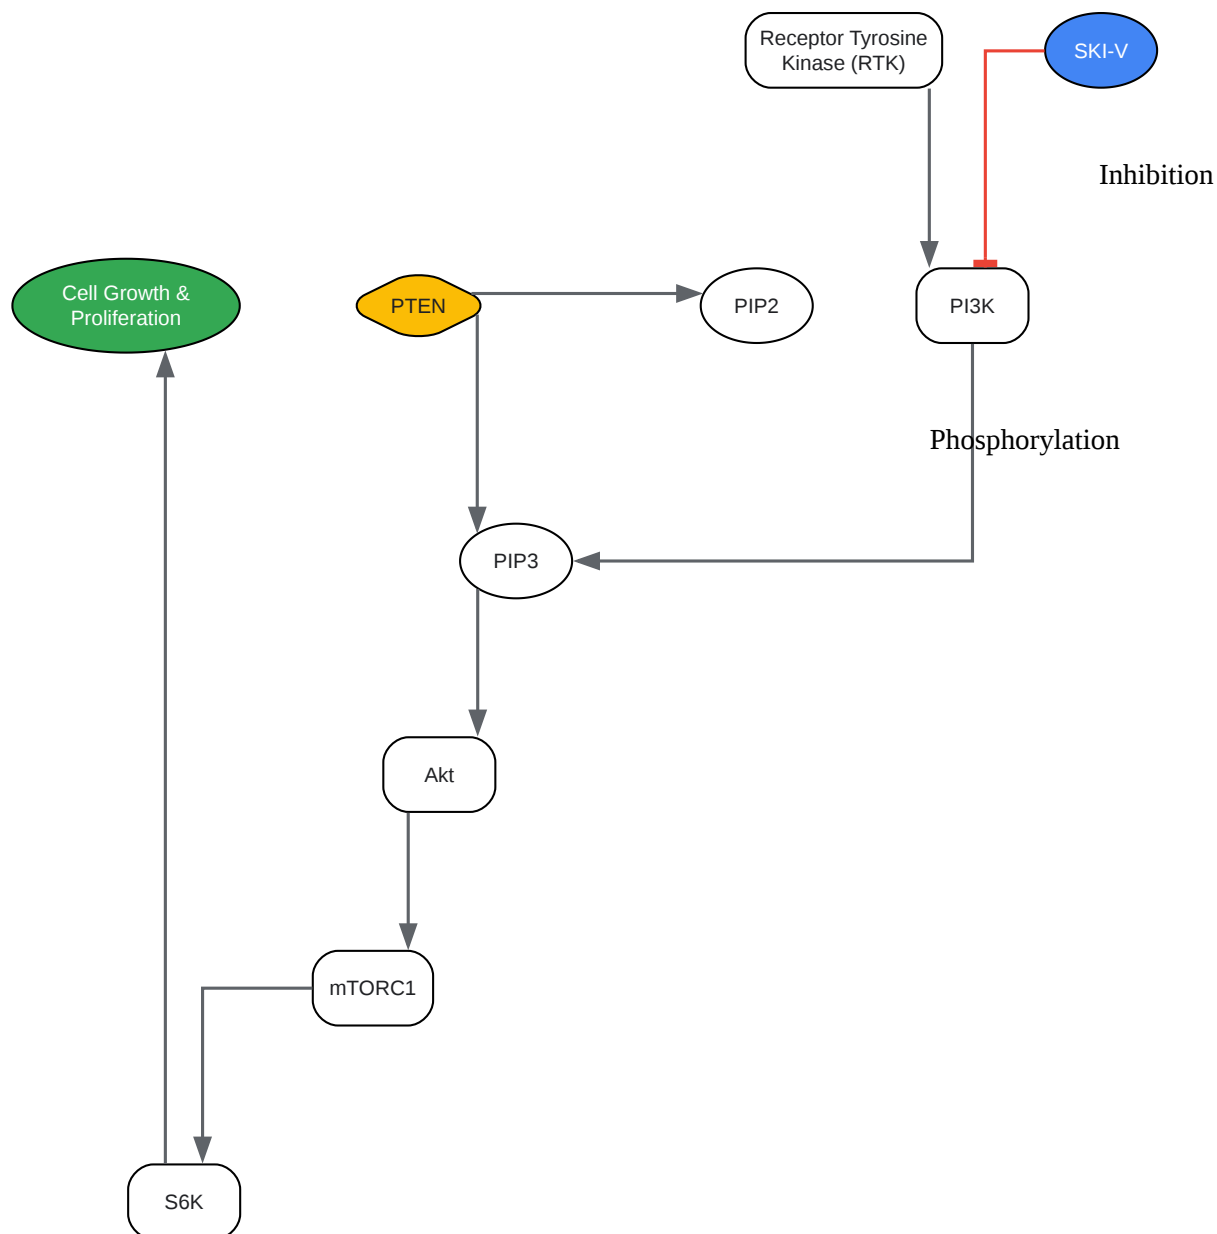 Receptor Tyrosine
Kinase (RTK)
SKI-V
Inhibition
Cell Growth &
Proliferation
PTEN
PIP2
PI3K
Phosphorylation
PIP3
Akt
mTORC1
S6K